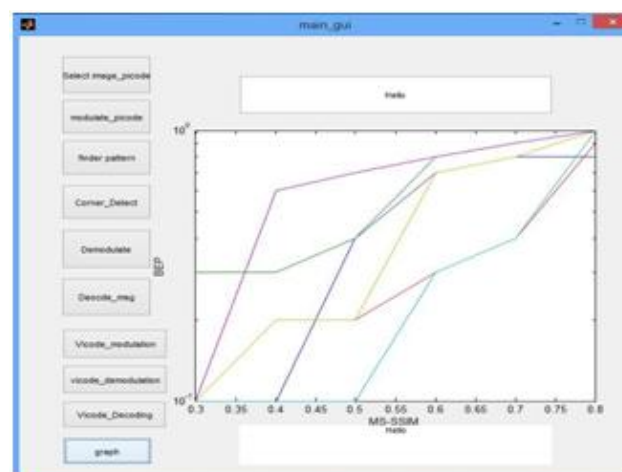 main_gui
Select image_picode
modulate_picode
finder pattern
Corner_Detect
Demodulate
Deocde_msg
Vicode_modulation
vicode_demodulation
Vicode_Decoding
graph
Hello
10⁰
BEP
10⁻¹
0.3 0.35 0.4 0.45 0.5 0.55 0.6 0.65 0.7 0.75 0.8
MS-SSIM
Hello